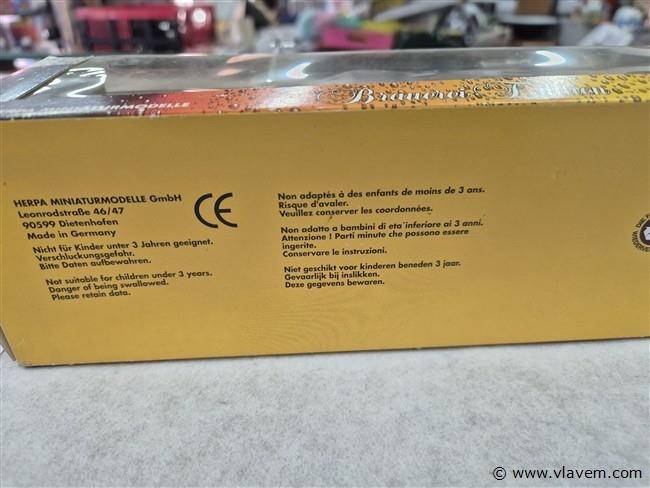 MINIATURMODELLE
Brauerei
HERPA MINIATURMODELLE GmbH
Leonrodstraße 46/47
90599 Dietenhofen
Made in Germany
Nicht für Kinder unter 3 Jahren geeignet.
Verschluckungsgefahr.
Bitte Daten aufbewahren.
Not suitable for children under 3 years.
Danger of being swallowed.
Please retain data.
CE
Non adaptés à des enfants de moins de 3 ans.
Risque d'avaler.
Veuillez conserver les coordonnées.
Non adatto a bambini di eta inferiore ai 3 anni.
Attenzione ! Parti minute che possono essere
ingerite.
Conservare le instruzioni.
Niet geschikt voor kinderen beneden 3 jaar.
Gevaarlijk bij inslikken.
Deze gegevens bewaren.
© www.vlavem.com